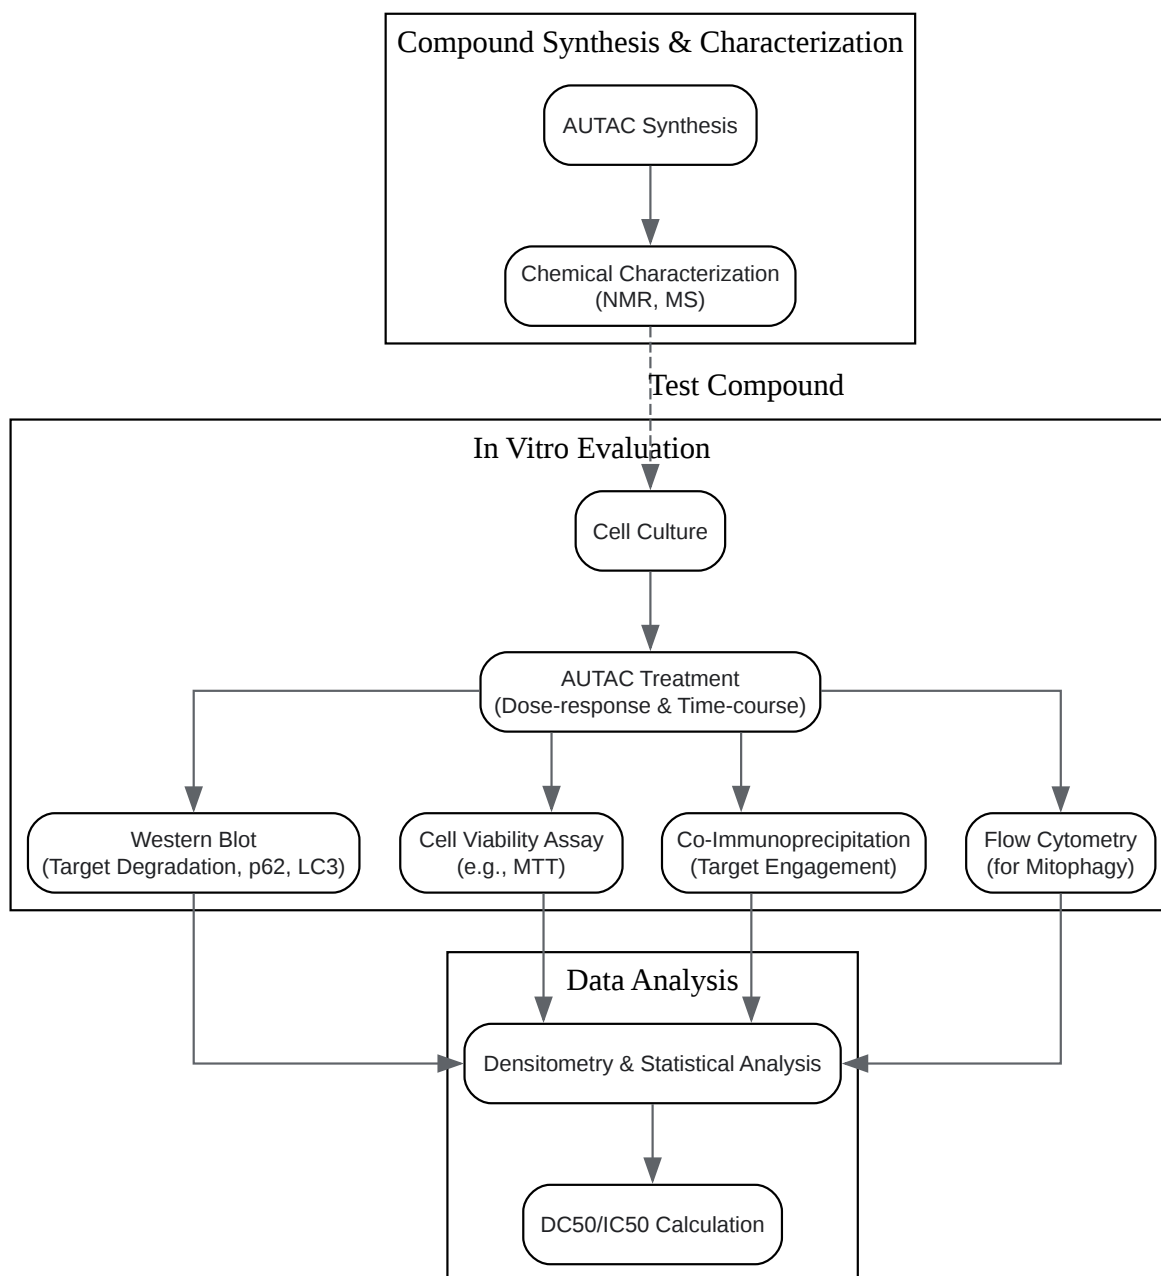 Compound Synthesis & Characterization
AUTAC Synthesis
Chemical Characterization
(NMR, MS)
Test Compound
In Vitro Evaluation
Cell Culture
AUTAC Treatment
(Dose-response & Time-course)
Western Blot
(Target Degradation, p62, LC3)
Cell Viability Assay
(e.g., MTT)
Co-Immunoprecipitation
(Target Engagement)
Flow Cytometry
(for Mitophagy)
Data Analysis
Densitometry & Statistical Analysis
DC50/IC50 Calculation